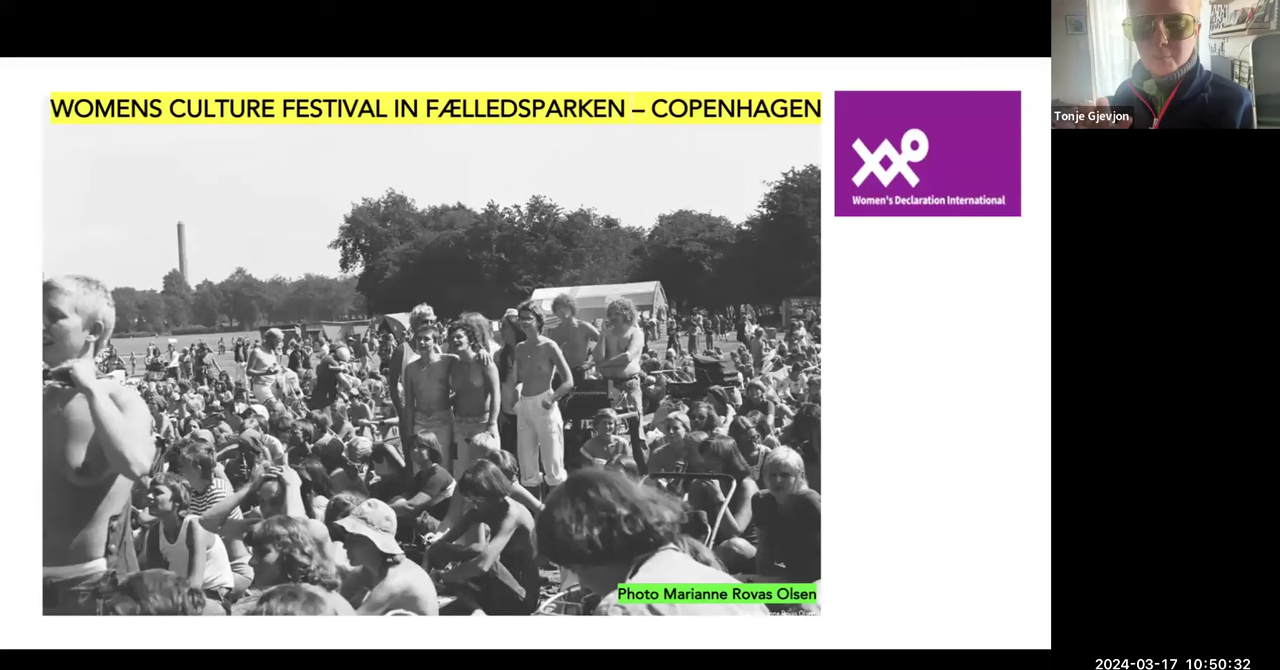 WOMENS CULTURE FESTIVAL IN FÆLLEDSPARKEN – COPENHAGEN
Women's Declaration International
Tonje Gjevjon
Photo Marianne Rovas Olsen
2024-03-17 10:50:32